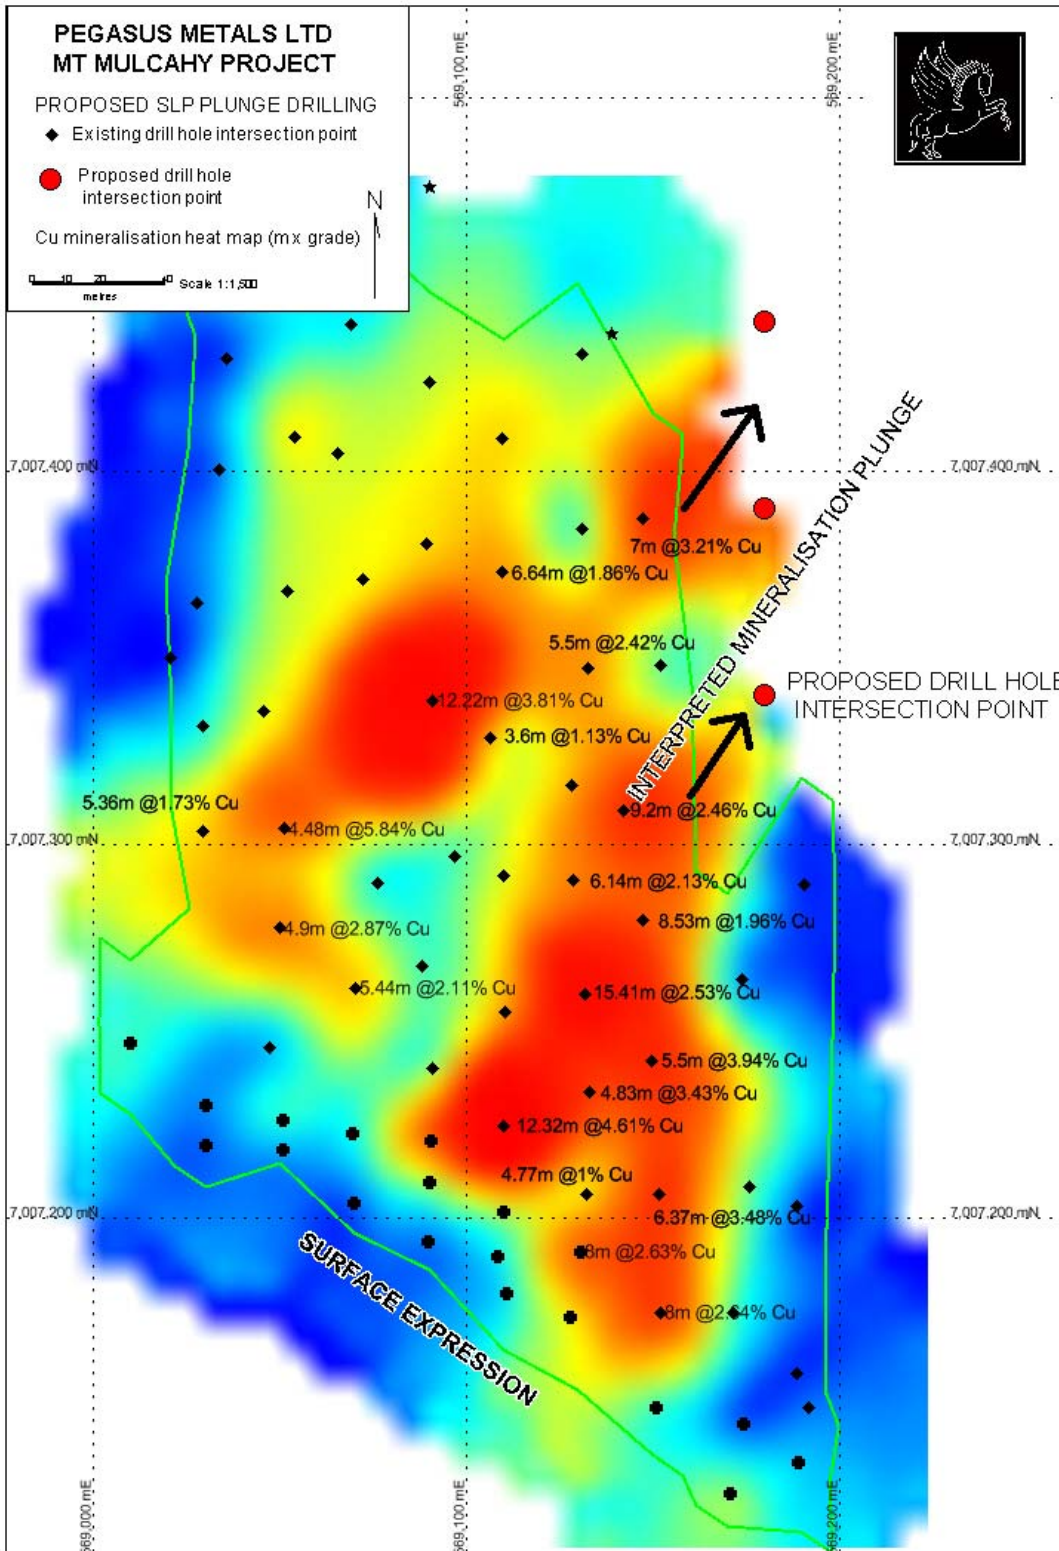 PEGASUS METALS LTD
MT MULCAHY PROJECT
PROPOSED SLP PLUNGE DRILLING
Existing drill hole intersection point
Proposed drill hole
intersection point
N
Cu mineralisation heat map (mx grade)
0 10 20 40 Scale 1:1,500
metres
569,100 mE
569,200 mE
7,007,400 mN
7,007,400 mN
INTERPRETED MINERALISATION PLUNGE
7m @3.21% Cu
6.64m @1.86% Cu
5.5m @2.42% Cu
PROPOSED DRILL HOLE
INTERSECTION POINT
12.22m @3.81% Cu
3.6m @1.13% Cu
5.36m @1.73% Cu
9.2m @2.46% Cu
4.48m @5.84% Cu
7,007,300 mN
7,007,300 mN
6.14m @2.13% Cu
8.53m @1.96% Cu
4.9m @2.87% Cu
5.44m @2.11% Cu
15.41m @2.53% Cu
5.5m @3.94% Cu
4.83m @3.43% Cu
12.32m @4.61% Cu
4.77m @1% Cu
7,007,200 mN
6.37m @3.48% Cu
7,007,200 mN
8m @2.63% Cu
SURFACE EXPRESSION
8m @2.64% Cu
569,000 mE
569,100 mE
569,200 mE